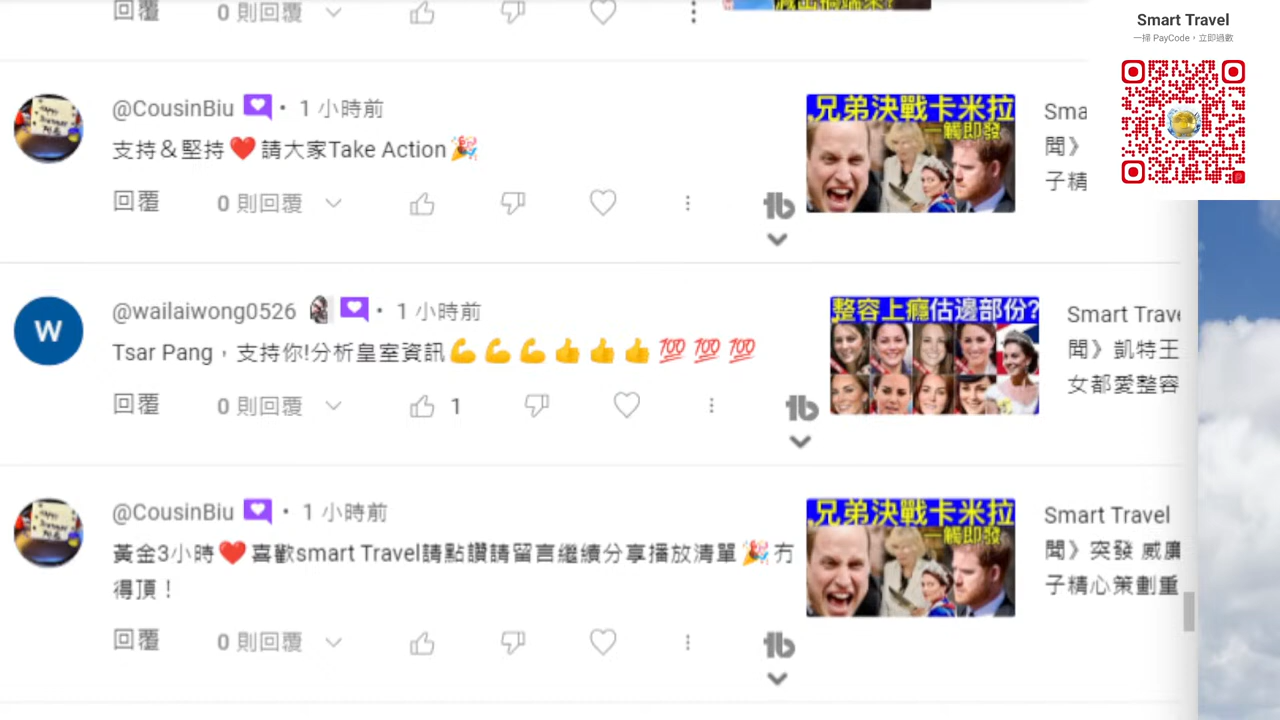 回覆 0 則回覆
Smart Travel
一掃 PayCode，立即過數
@CousinBiu • 1 小時前
支持＆堅持❤️請大家Take Action🎉
回覆 0 則回覆
兄弟決戰卡米拉
一觸即發
Sma
聞》
子精
@wailaiwong0526 • 1 小時前
Tsar Pang，支持你!分析皇室資訊💪💪💪👍👍👍💯💯💯
回覆 0 則回覆 1
整容上癮估邊部份?
Smart Trave
聞》凱特王
女都愛整容
@CousinBiu • 1 小時前
黃金3小時❤️喜歡smart Travel請點讚請留言繼續分享播放清單🎉冇
得頂！
回覆 0 則回覆
兄弟決戰卡米拉
一觸即發
Smart Travel
聞》突發 威廉
子精心策劃重